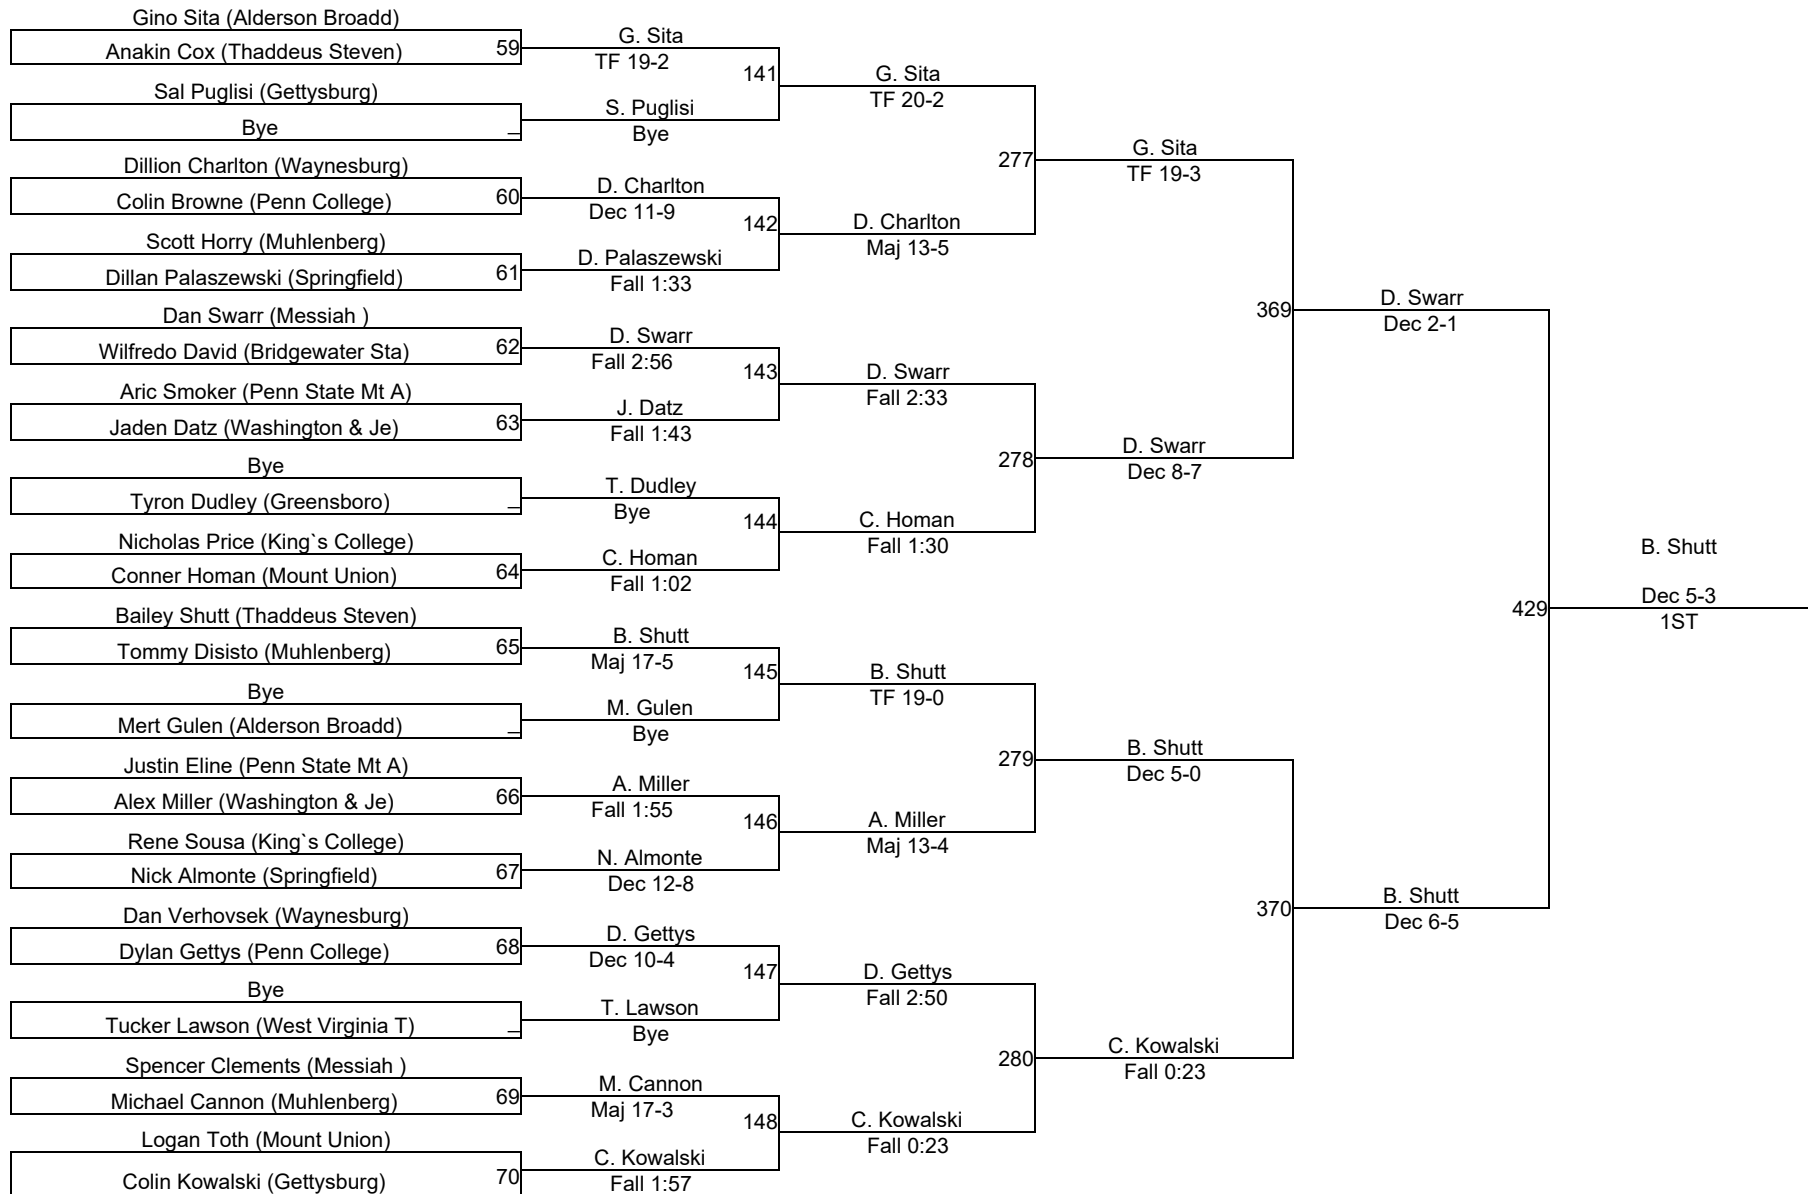 Gino Sita (Alderson Broadd)
Anakin Cox (Thaddeus Steven)
59
Sal Puglisi (Gettysburg)
Bye
_
Dillion Charlton (Waynesburg)
Colin Browne (Penn College)
60
Scott Horry (Muhlenberg)
Dillan Palaszewski (Springfield)
61
Dan Swarr (Messiah )
Wilfredo David (Bridgewater Sta)
62
Aric Smoker (Penn State Mt A)
Jaden Datz (Washington & Je)
63
Bye
Tyron Dudley (Greensboro)
_
Nicholas Price (King`s College)
Conner Homan (Mount Union)
64
Bailey Shutt (Thaddeus Steven)
Tommy Disisto (Muhlenberg)
65
Bye
Mert Gulen (Alderson Broadd)
_
Justin Eline (Penn State Mt A)
Alex Miller (Washington & Je)
66
Rene Sousa (King`s College)
Nick Almonte (Springfield)
67
Dan Verhovsek (Waynesburg)
Dylan Gettys (Penn College)
68
Bye
Tucker Lawson (West Virginia T)
_
Spencer Clements (Messiah )
Michael Cannon (Muhlenberg)
69
Logan Toth (Mount Union)
Colin Kowalski (Gettysburg)
70
G. Sita
TF 19-2
141
S. Puglisi
Bye
D. Charlton
Dec 11-9
142
D. Palaszewski
Fall 1:33
D. Swarr
Fall 2:56
143
J. Datz
Fall 1:43
T. Dudley
Bye
144
C. Homan
Fall 1:02
B. Shutt
Maj 17-5
145
M. Gulen
Bye
A. Miller
Fall 1:55
146
N. Almonte
Dec 12-8
D. Gettys
Dec 10-4
147
T. Lawson
Bye
M. Cannon
Maj 17-3
148
C. Kowalski
Fall 1:57
G. Sita
TF 20-2
277
D. Charlton
Maj 13-5
D. Swarr
Fall 2:33
278
C. Homan
Fall 1:30
B. Shutt
TF 19-0
279
A. Miller
Maj 13-4
D. Gettys
Fall 2:50
280
C. Kowalski
Fall 0:23
G. Sita
TF 19-3
369
D. Swarr
Dec 8-7
B. Shutt
Dec 5-0
370
C. Kowalski
Fall 0:23
D. Swarr
Dec 2-1
429
B. Shutt
Dec 6-5
B. Shutt
Dec 5-3
1ST